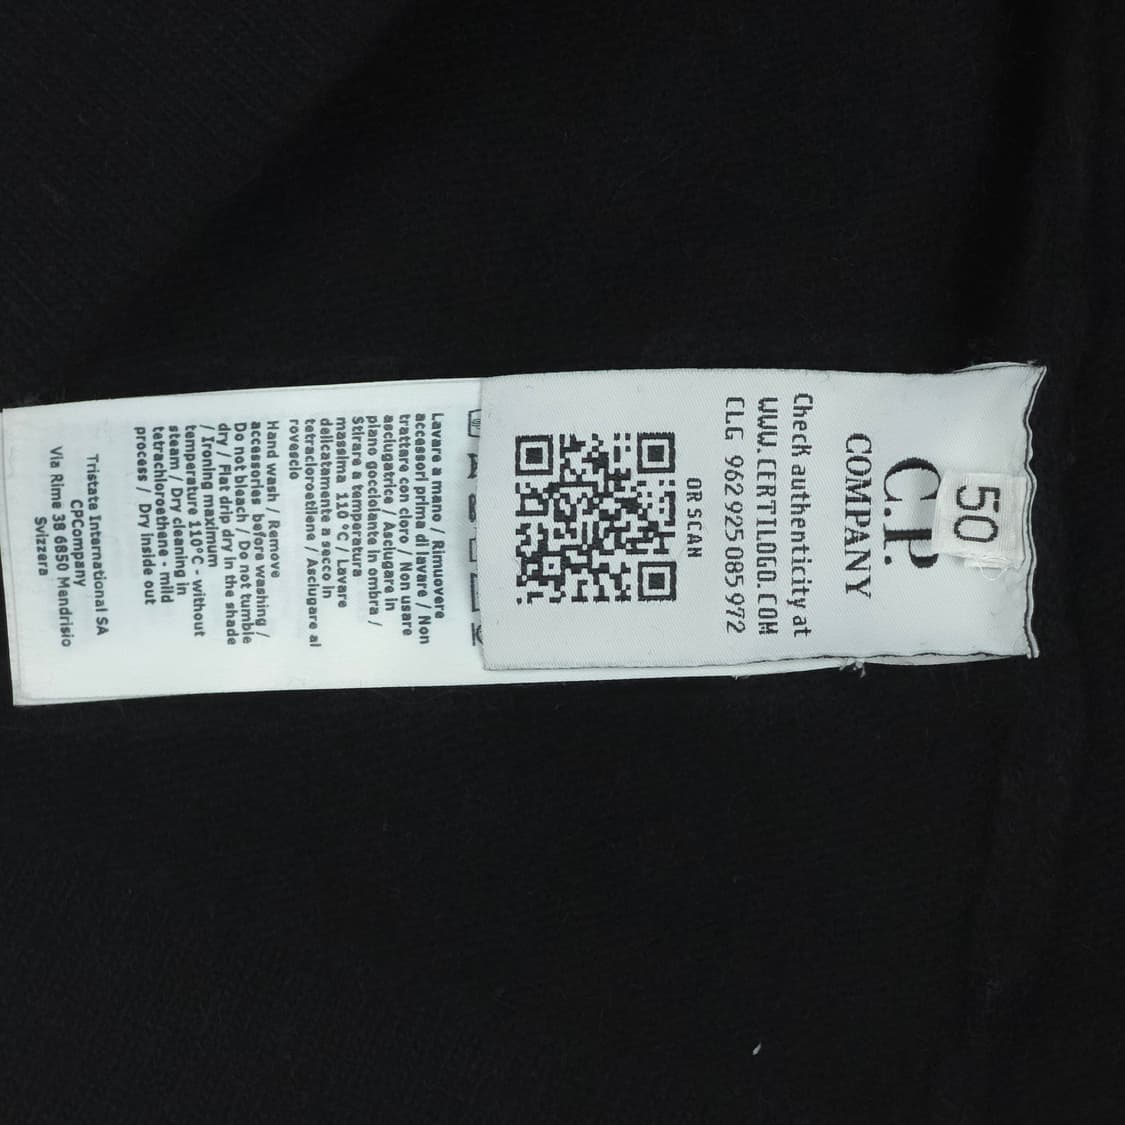 50
C.P.
COMPANY
Check authenticity at
WWW.CERTILOGO.COM
CLG 962 925 085 972
OR SCAN
Lavare a mano / Rimuovere
accessori prima di lavare / Non
trattare con cloro / Non usare
asciugatrice / Asciugare in
piano gocciolante in ombra /
Stirare a temperatura
massima 110°C / Lavare
delicatamente a secco in
tetracloroetilene / Asciugare al
rovescio
Hand wash / Remove
accessories before washing /
Do not bleach / Do not tumble
dry / Flat drip dry in the shade
/ Ironing maximum
temperature 110°C - without
steam / Dry cleaning in
tetrachloroethene - mild
process / Dry inside out
Tristate International SA
CPCompany
Via Rime 38 6850 Mendrisio
Svizzera